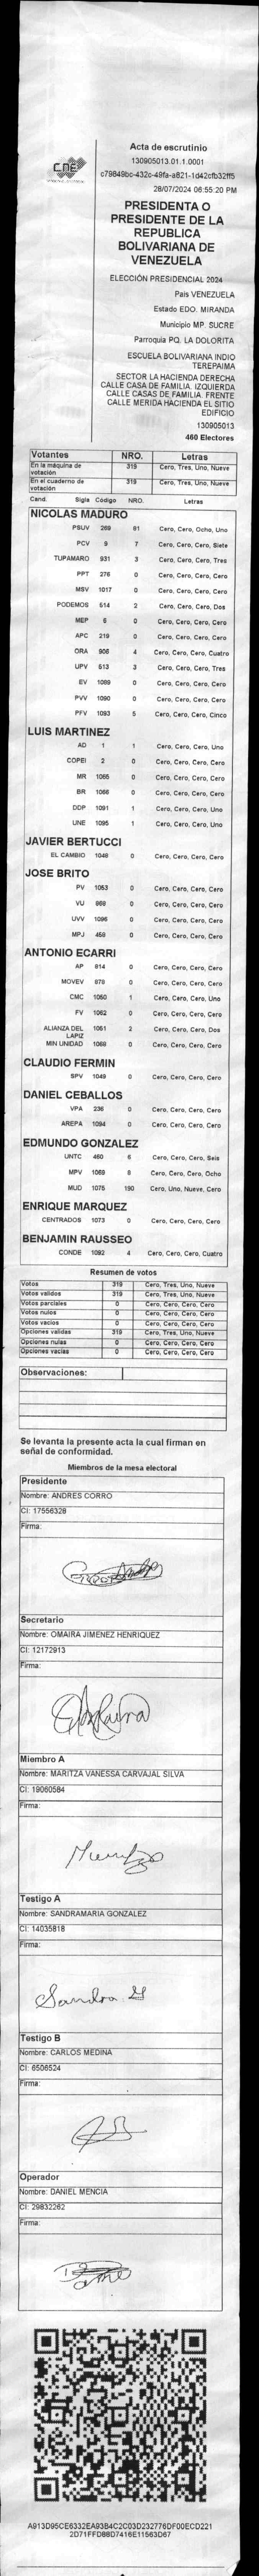 CNE
Acta de escrutinio
130905013.01.1.0001
c79849bc-432c-49fa-a821-1d42cfb32ff5
28/07/2024 06:55:20 PM
PRESIDENTA O
PRESIDENTE DE LA
REPUBLICA
BOLIVARIANA DE
VENEZUELA
ELECCIÓN PRESIDENCIAL 2024
País VENEZUELA
Estado EDO. MIRANDA
Municipio MP. SUCRE
Parroquia PQ. LA DOLORITA
ESCUELA BOLIVARIANA INDIO
TEREPAIMA
SECTOR LA HACIENDA DERECHA
CALLE CASA DE FAMILIA. IZQUIERDA
CALLE CASAS DE FAMILIA. FRENTE
CALLE MERIDA HACIENDA EL SITIO
EDIFICIO
130905013
460 Electores
Votantes NRO. Letras
En la máquina de votación 319 Cero, Tres, Uno, Nueve
En el cuaderno de votación 319 Cero, Tres, Uno, Nueve
Cand. Sigla Código NRO. Letras
NICOLAS MADURO
PSUV 269 81 Cero, Cero, Ocho, Uno
PCV 9 7 Cero, Cero, Cero, Siete
TUPAMARO 931 3 Cero, Cero, Cero, Tres
PPT 276 0 Cero, Cero, Cero, Cero
MSV 1017 0 Cero, Cero, Cero, Cero
PODEMOS 514 2 Cero, Cero, Cero, Dos
MEP 6 0 Cero, Cero, Cero, Cero
APC 219 0 Cero, Cero, Cero, Cero
ORA 906 4 Cero, Cero, Cero, Cuatro
UPV 513 3 Cero, Cero, Cero, Tres
EV 1089 0 Cero, Cero, Cero, Cero
PVV 1090 0 Cero, Cero, Cero, Cero
PFV 1093 5 Cero, Cero, Cero, Cinco
LUIS MARTINEZ
AD 1 1 Cero, Cero, Cero, Uno
COPEI 2 0 Cero, Cero, Cero, Cero
MR 1065 0 Cero, Cero, Cero, Cero
BR 1066 0 Cero, Cero, Cero, Cero
DDP 1091 1 Cero, Cero, Cero, Uno
UNE 1095 1 Cero, Cero, Cero, Uno
JAVIER BERTUCCI
EL CAMBIO 1048 0 Cero, Cero, Cero, Cero
JOSE BRITO
PV 1053 0 Cero, Cero, Cero, Cero
VU 868 0 Cero, Cero, Cero, Cero
UVV 1096 0 Cero, Cero, Cero, Cero
MPJ 458 0 Cero, Cero, Cero, Cero
ANTONIO ECARRI
AP 814 0 Cero, Cero, Cero, Cero
MOVEV 878 0 Cero, Cero, Cero, Cero
CMC 1050 1 Cero, Cero, Cero, Uno
FV 1062 0 Cero, Cero, Cero, Cero
ALIANZA DEL LAPIZ 1051 2 Cero, Cero, Cero, Dos
MIN UNIDAD 1068 0 Cero, Cero, Cero, Cero
CLAUDIO FERMIN
SPV 1049 0 Cero, Cero, Cero, Cero
DANIEL CEBALLOS
VPA 236 0 Cero, Cero, Cero, Cero
AREPA 1094 0 Cero, Cero, Cero, Cero
EDMUNDO GONZALEZ
UNTC 460 6 Cero, Cero, Cero, Seis
MPV 1069 8 Cero, Cero, Cero, Ocho
MUD 1075 190 Cero, Uno, Nueve, Cero
ENRIQUE MARQUEZ
CENTRADOS 1073 0 Cero, Cero, Cero, Cero
BENJAMIN RAUSSEO
CONDE 1092 4 Cero, Cero, Cero, Cuatro
Resumen de votos
Votos 319 Cero, Tres, Uno, Nueve
Votos validos 319 Cero, Tres, Uno, Nueve
Votos parciales 0 Cero, Cero, Cero, Cero
Votos nulos 0 Cero, Cero, Cero, Cero
Votos vacios 0 Cero, Cero, Cero, Cero
Opciones validas 319 Cero, Tres, Uno, Nueve
Opciones nulas 0 Cero, Cero, Cero, Cero
Opciones vacias 0 Cero, Cero, Cero, Cero
Observaciones:
Se levanta la presente acta la cual firman en
señal de conformidad.
Miembros de la mesa electoral
Presidente
Nombre: ANDRES CORRO
CI: 17556328
Firma:
Secretario
Nombre: OMAIRA JIMENEZ HENRIQUEZ
CI: 12172913
Firma:
Miembro A
Nombre: MARITZA VANESSA CARVAJAL SILVA
CI: 19060584
Firma:
Testigo A
Nombre: SANDRAMARIA GONZALEZ
CI: 14035818
Firma:
Sandra G
Testigo B
Nombre: CARLOS MEDINA
CI: 6506524
Firma:
Operador
Nombre: DANIEL MENCIA
CI: 29832262
Firma:
A913D95CE6332EA93B4C2C03D232776DF00ECD221
2D71FFD88D7416E11563D67